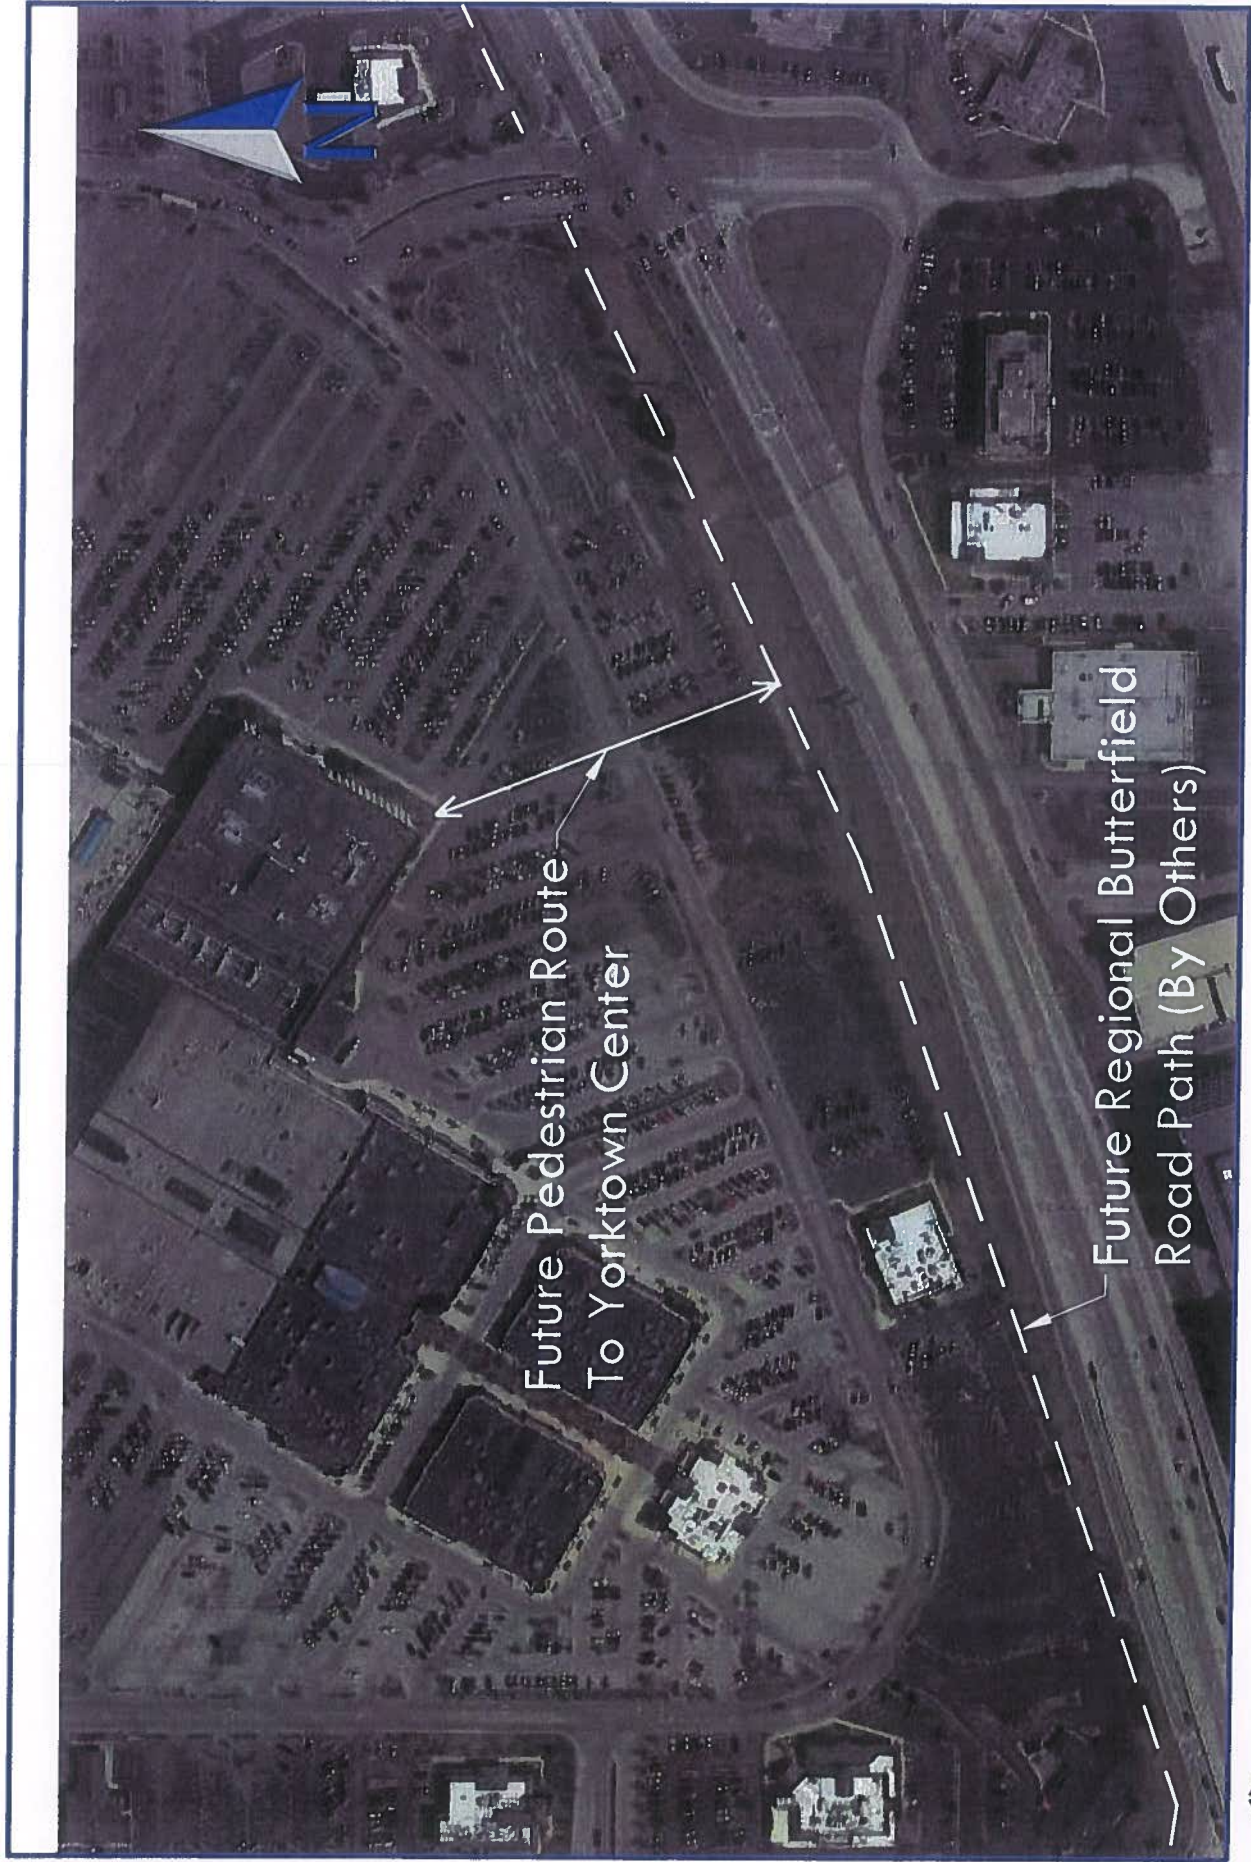 N
Future Pedestrian Route
To Yorktown Center
Future Regional Butterfield
Road Path (By Others)